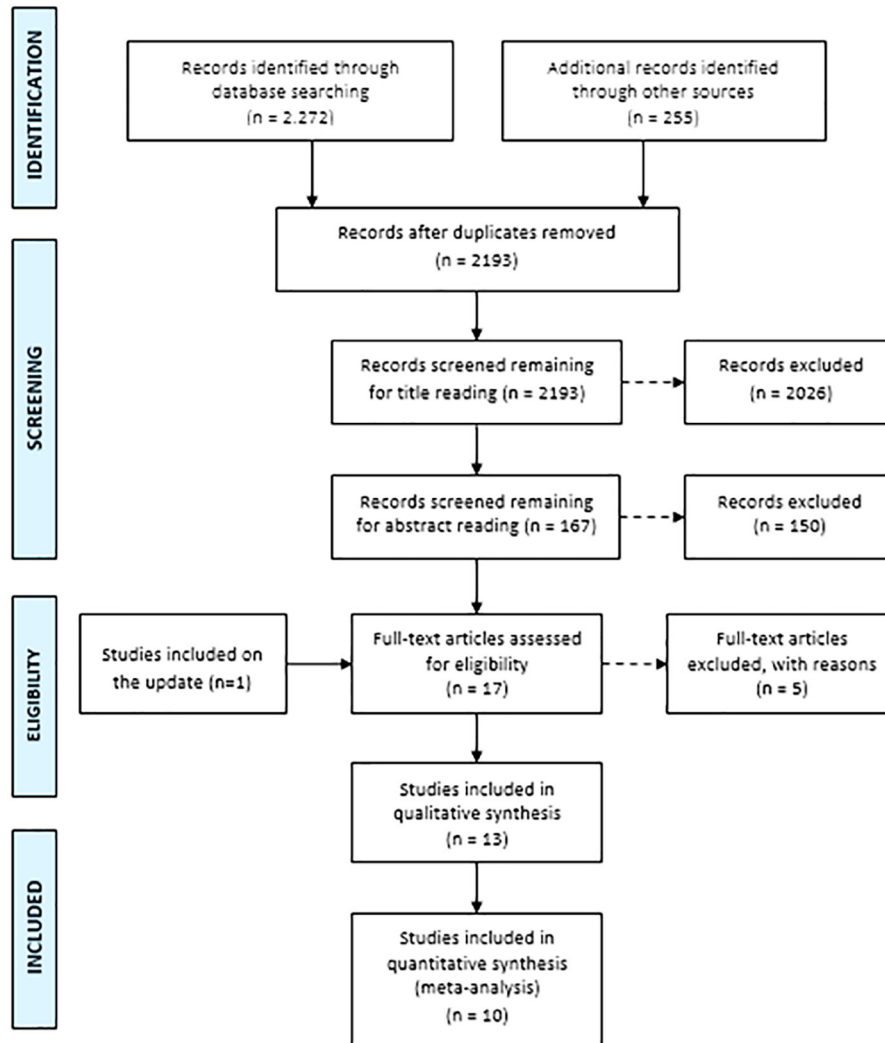 IDENTIFICATION
Records identified through
database searching
(n = 2.272)
Additional records identified
through other sources
(n = 255)
SCREENING
Records after duplicates removed
(n = 2193)
Records screened remaining
for title reading (n = 2193)
Records excluded
(n = 2026)
Records screened remaining
for abstract reading (n = 167)
Records excluded
(n = 150)
ELIGIBILITY
Studies included on
the update (n=1)
Full-text articles assessed
for eligibility
(n = 17)
Full-text articles
excluded, with reasons
(n = 5)
Studies included in
qualitative synthesis
(n = 13)
INCLUDED
Studies included in
quantitative synthesis
(meta-analysis)
(n = 10)